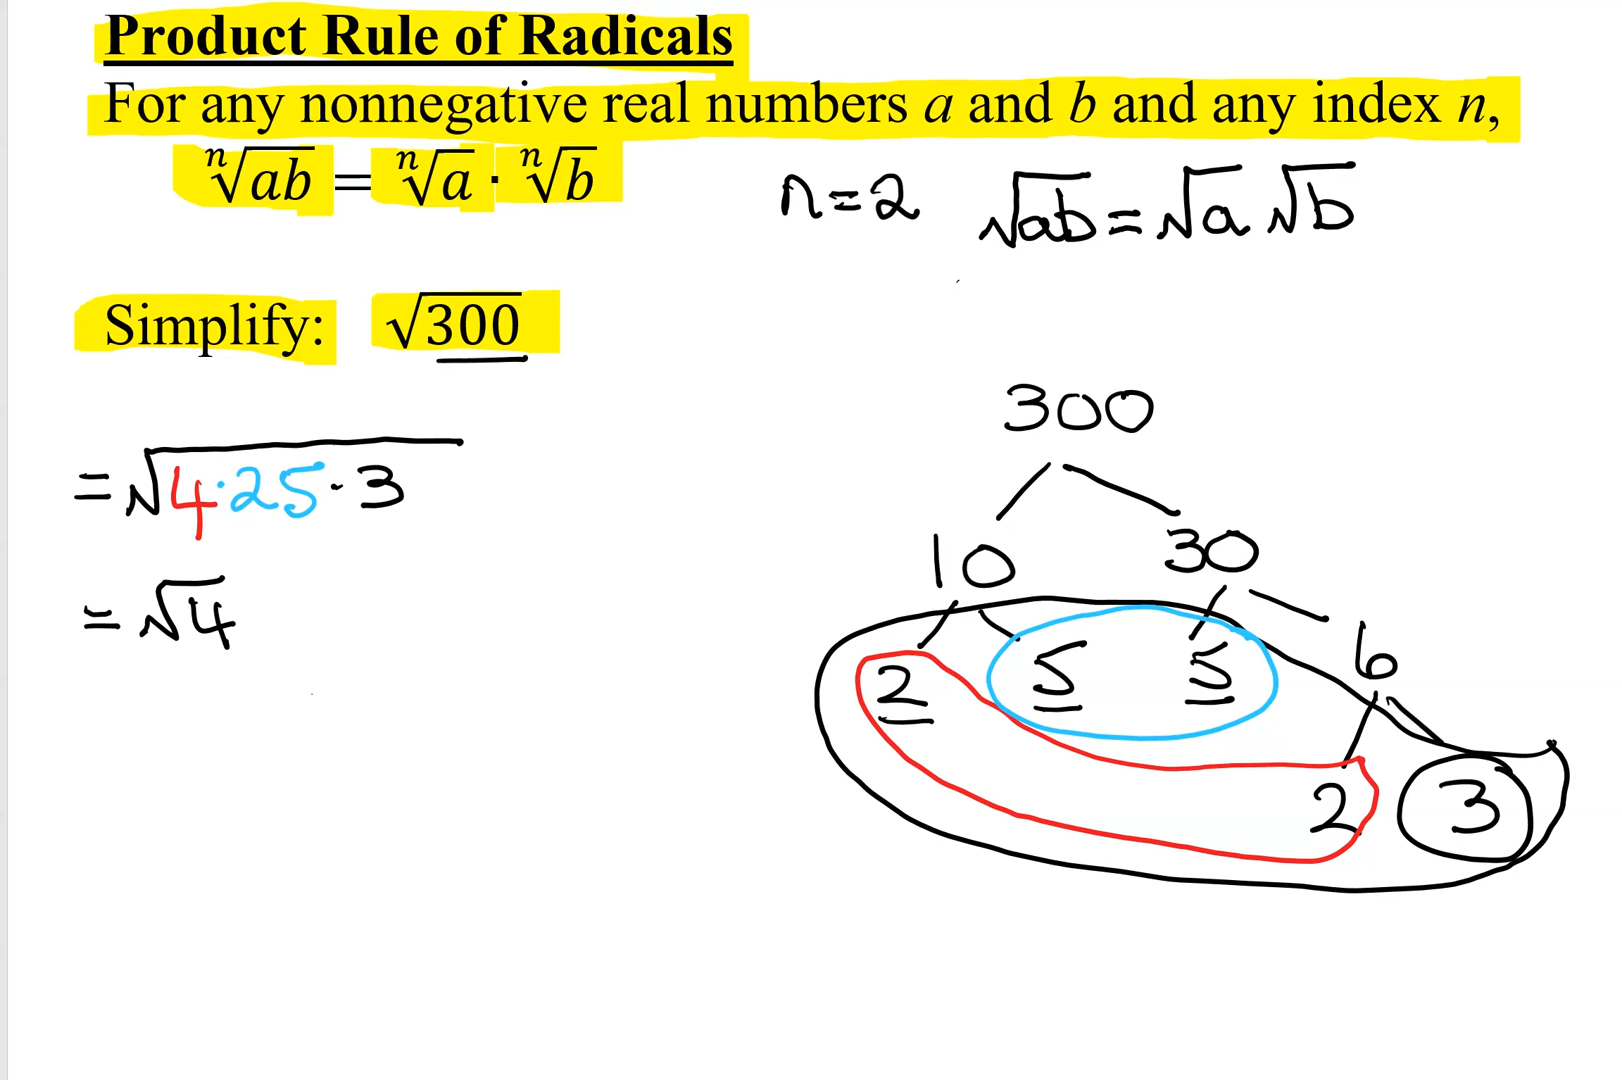 Product Rule of Radicals
For any nonnegative real numbers a and b and any index n,
ⁿ√ab = ⁿ√a · ⁿ√b
n=2 √ab = √a √b
Simplify: √300
= √4·25·3
= √4
300
10 30
2 5 5 6
2 3